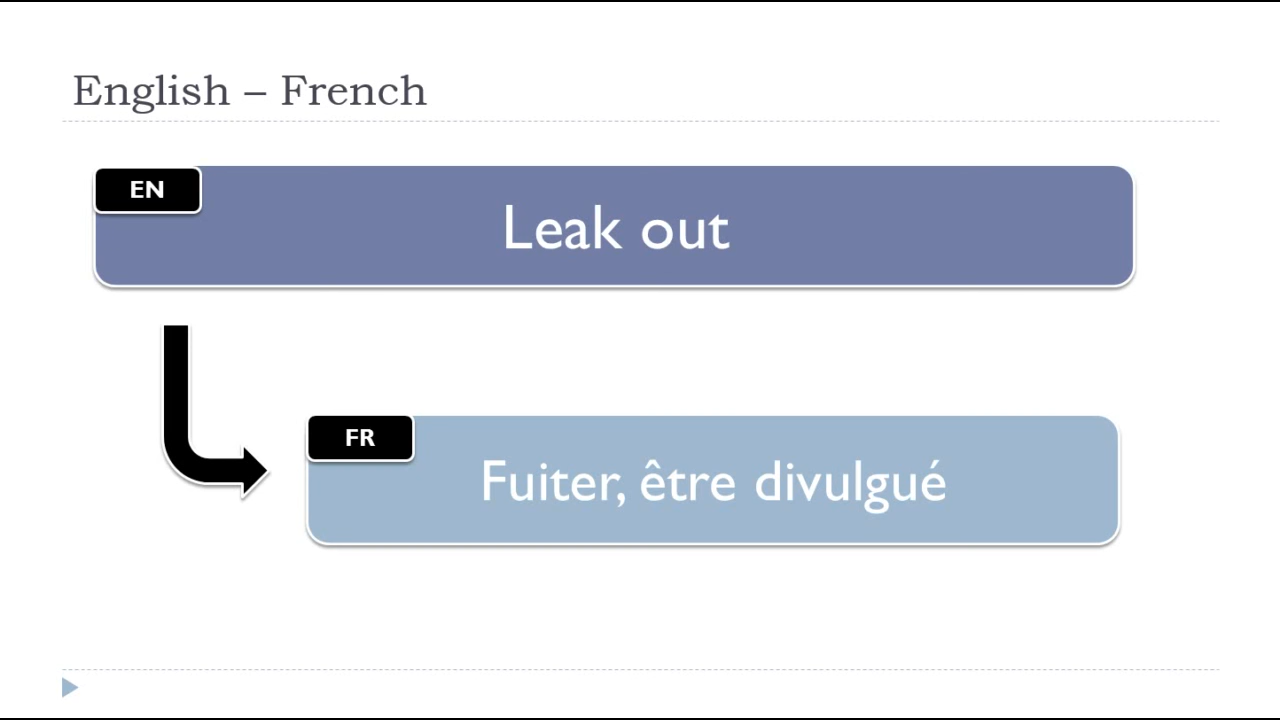 English – French
EN
Leak out
FR
Fuiter, être divulgué